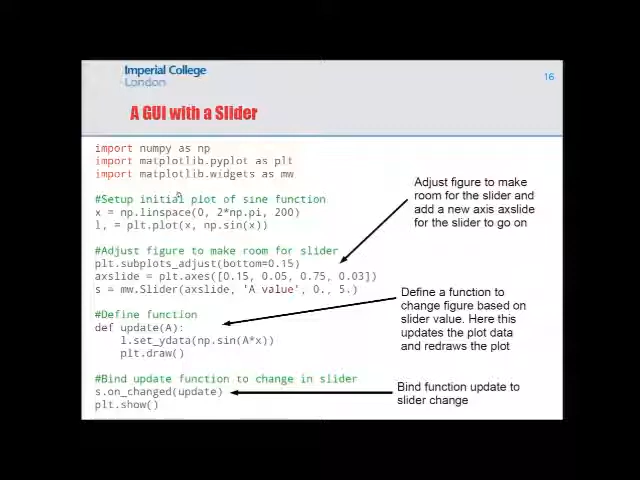 Imperial College
London
16
A GUI with a Slider
import numpy as np
import matplotlib.pyplot as plt
import matplotlib.widgets as mw
#Setup initial plot of sine function
x = np.linspace(0, 2*np.pi, 200)
l, = plt.plot(x, np.sin(x))
#Adjust figure to make room for slider
plt.subplots_adjust(bottom=0.15)
axslide = plt.axes([0.15, 0.05, 0.75, 0.03])
s = mw.Slider(axslide, 'A value', 0., 5.)
#Define function
def update(A):
l.set_ydata(np.sin(A*x))
plt.draw()
#Bind update function to change in slider
s.on_changed(update)
plt.show()
Adjust figure to make
room for the slider and
add a new axis axslide
for the slider to go on
Define a function to
change figure based on
slider value. Here this
updates the plot data
and redraws the plot
Bind function update to
slider change